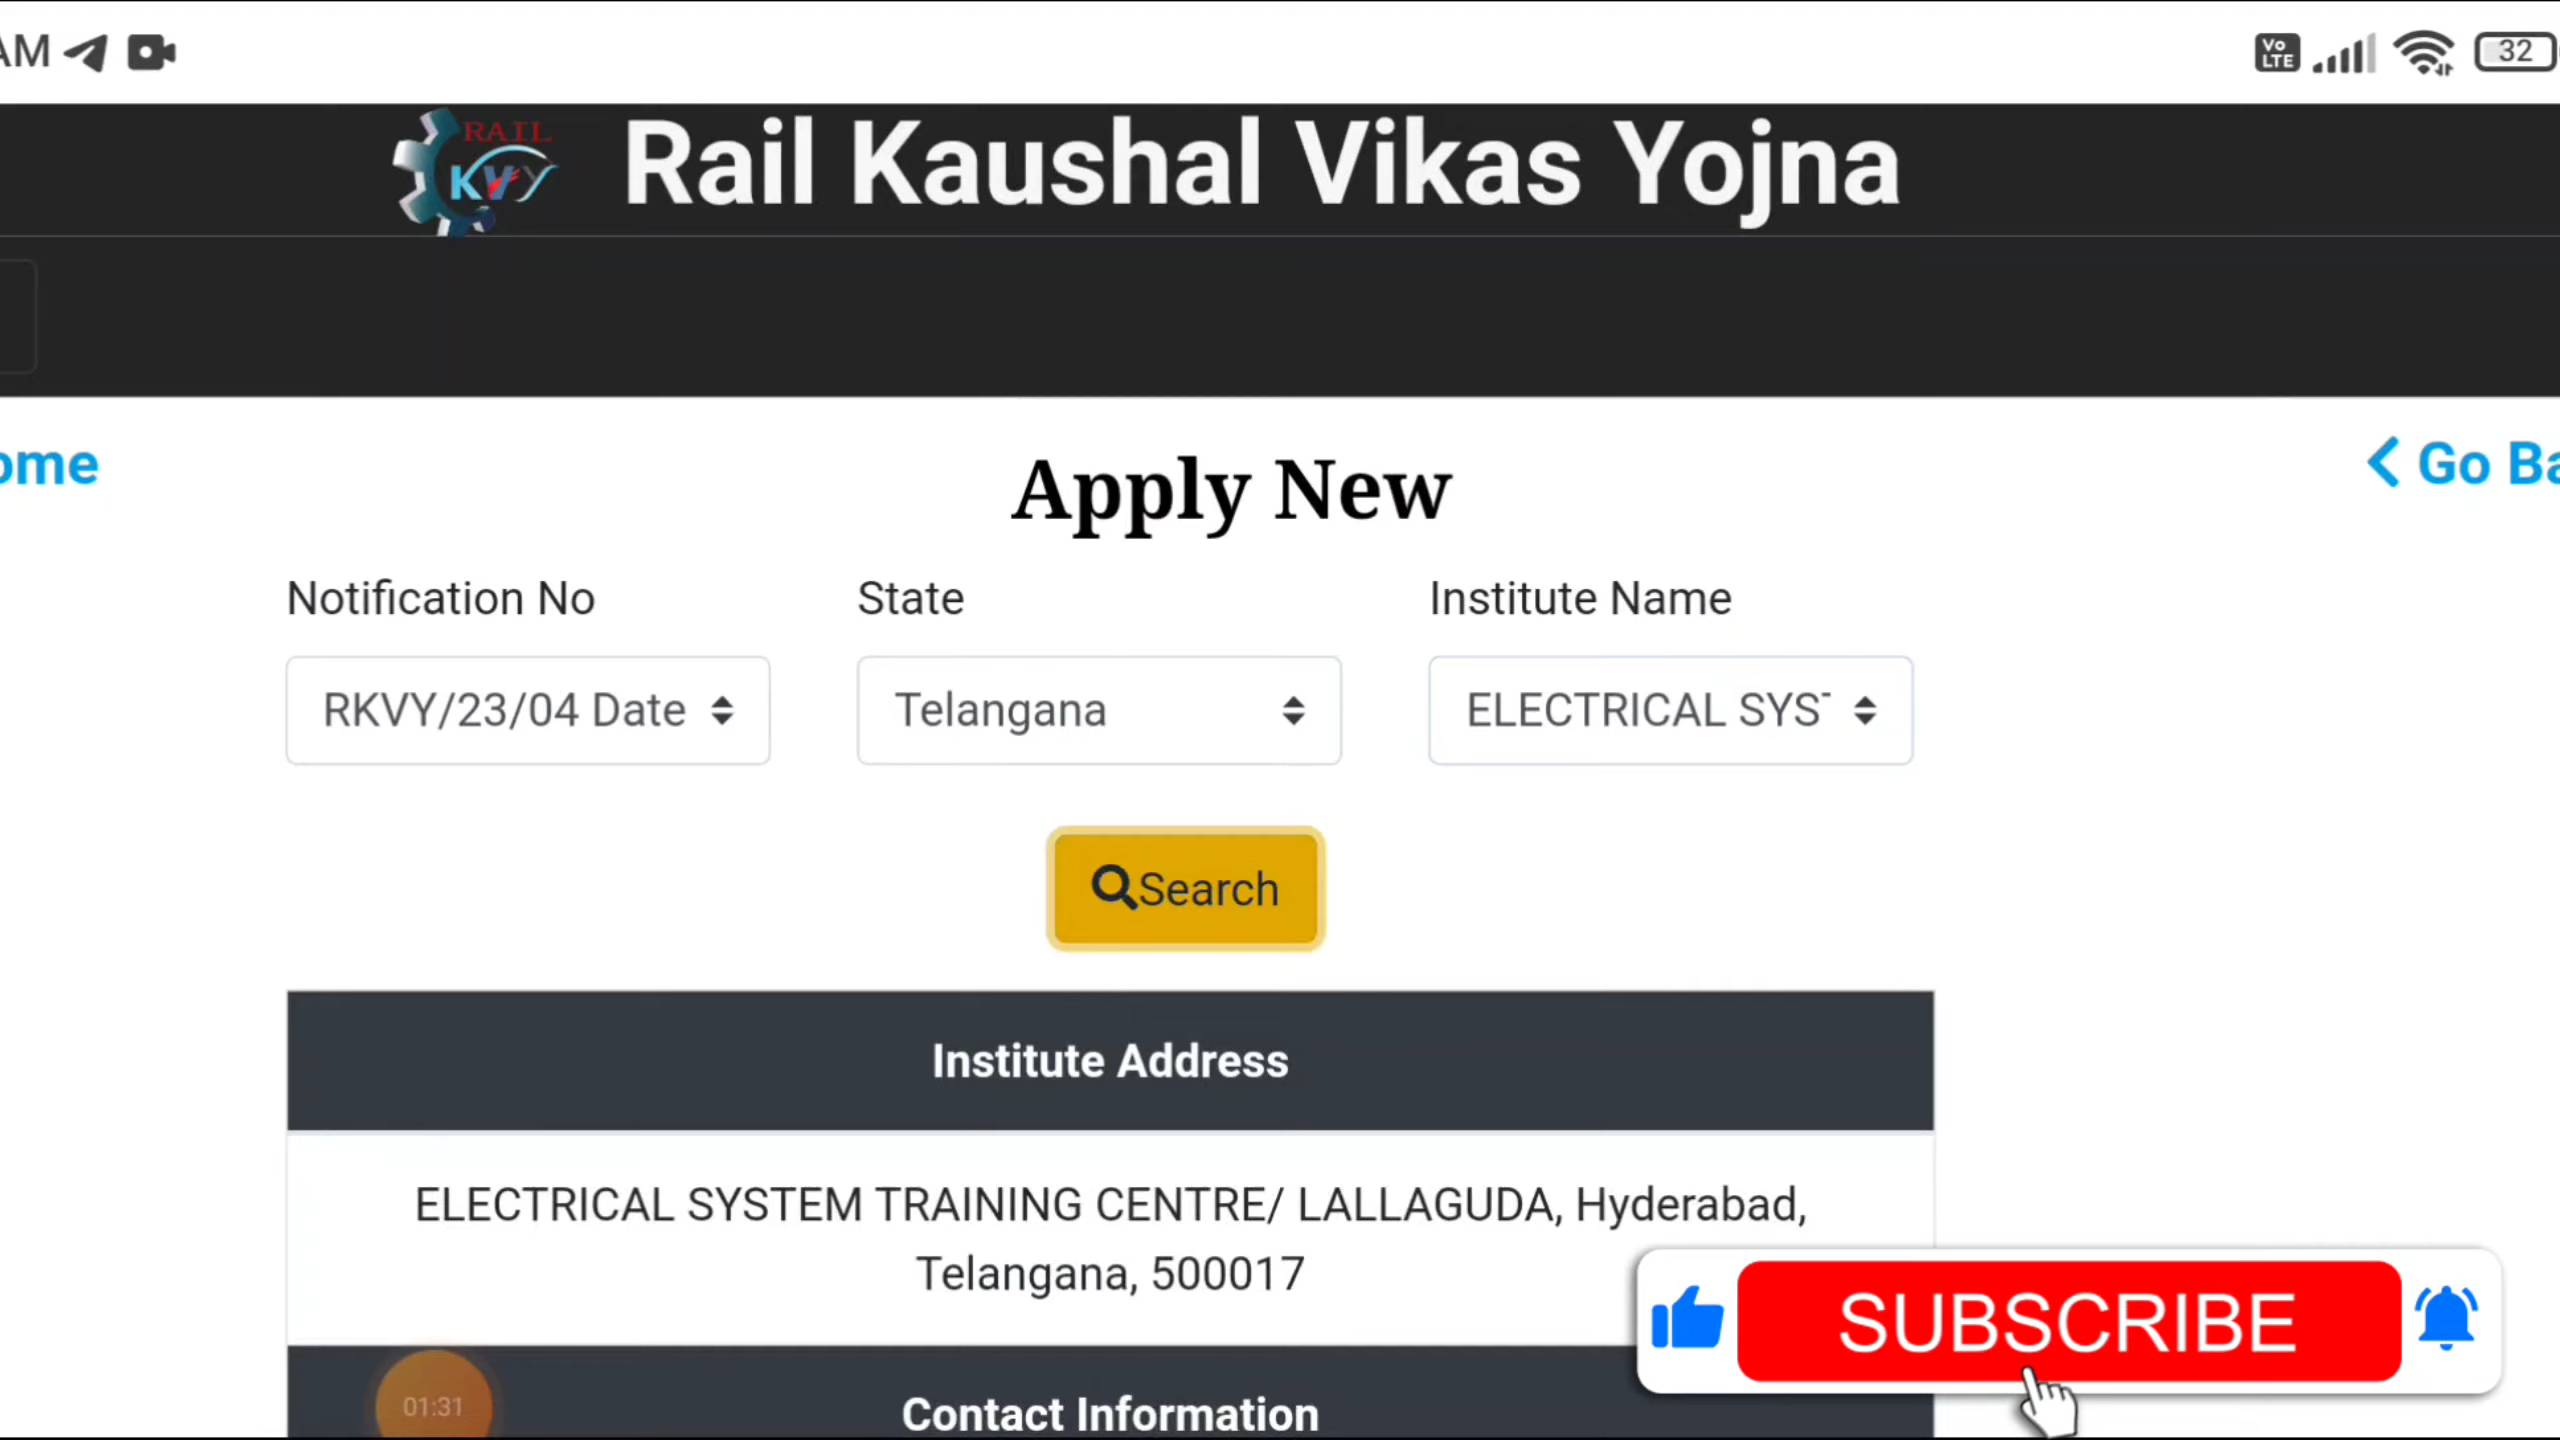 AM
Vo
LTE
32
RAIL
KVY
Rail Kaushal Vikas Yojna
ome
Go Ba
Apply New
Notification No
State
Institute Name
RKVY/23/04 Date
Telangana
ELECTRICAL SYS
Search
Institute Address
ELECTRICAL SYSTEM TRAINING CENTRE/ LALLAGUDA, Hyderabad,
Telangana, 500017
SUBSCRIBE
01:31
Contact Information